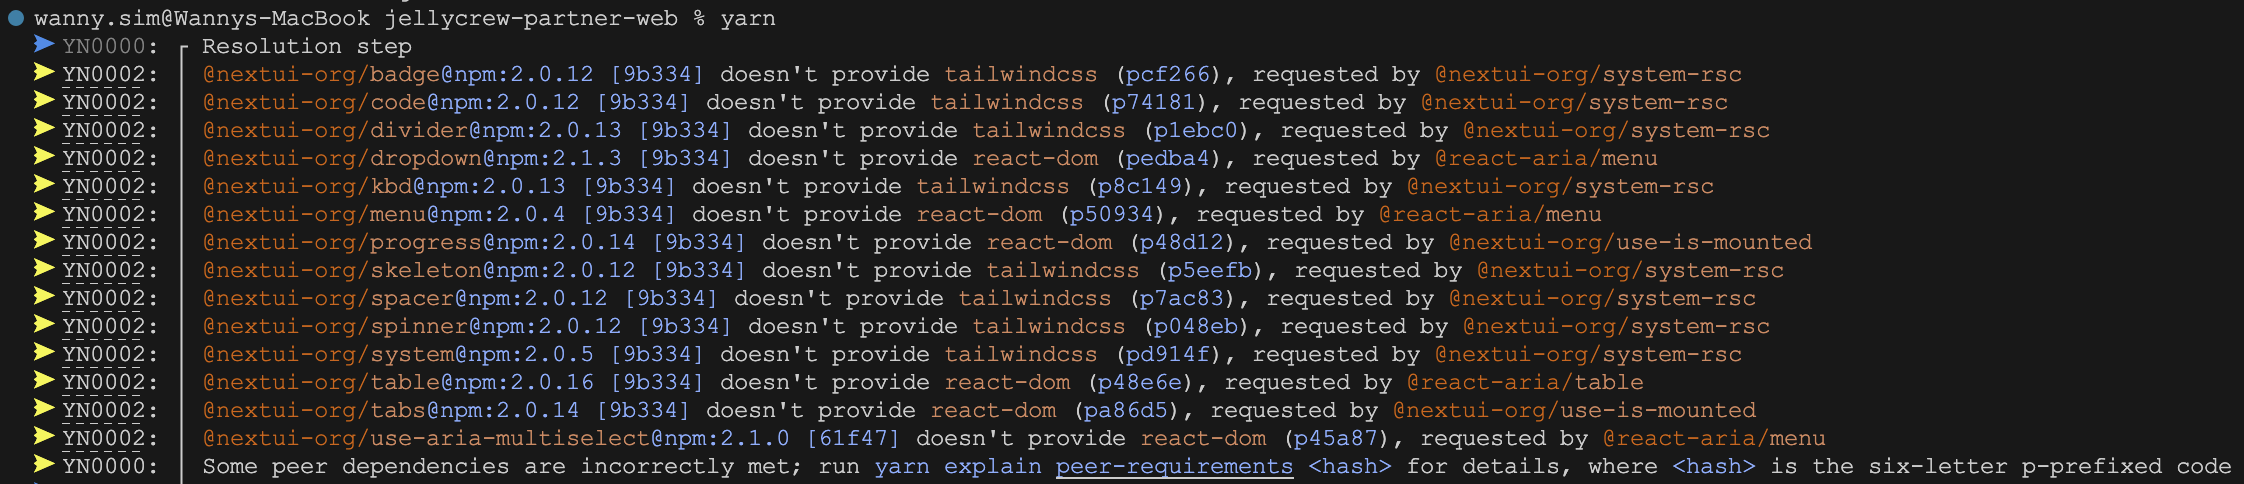 wanny.sim@Wannys-MacBook jellycrew-partner-web % yarn
➤ YN0000: ┌ Resolution step
➤ YN0002: │ @nextui-org/badge@npm:2.0.12 [9b334] doesn't provide tailwindcss (pcf266), requested by @nextui-org/system-rsc
➤ YN0002: │ @nextui-org/code@npm:2.0.12 [9b334] doesn't provide tailwindcss (p74181), requested by @nextui-org/system-rsc
➤ YN0002: │ @nextui-org/divider@npm:2.0.13 [9b334] doesn't provide tailwindcss (p1ebc0), requested by @nextui-org/system-rsc
➤ YN0002: │ @nextui-org/dropdown@npm:2.1.3 [9b334] doesn't provide react-dom (pedba4), requested by @react-aria/menu
➤ YN0002: │ @nextui-org/kbd@npm:2.0.13 [9b334] doesn't provide tailwindcss (p8c149), requested by @nextui-org/system-rsc
➤ YN0002: │ @nextui-org/menu@npm:2.0.4 [9b334] doesn't provide react-dom (p50934), requested by @react-aria/menu
➤ YN0002: │ @nextui-org/progress@npm:2.0.14 [9b334] doesn't provide react-dom (p48d12), requested by @nextui-org/use-is-mounted
➤ YN0002: │ @nextui-org/skeleton@npm:2.0.12 [9b334] doesn't provide tailwindcss (p5eefb), requested by @nextui-org/system-rsc
➤ YN0002: │ @nextui-org/spacer@npm:2.0.12 [9b334] doesn't provide tailwindcss (p7ac83), requested by @nextui-org/system-rsc
➤ YN0002: │ @nextui-org/spinner@npm:2.0.12 [9b334] doesn't provide tailwindcss (p048eb), requested by @nextui-org/system-rsc
➤ YN0002: │ @nextui-org/system@npm:2.0.5 [9b334] doesn't provide tailwindcss (pd914f), requested by @nextui-org/system-rsc
➤ YN0002: │ @nextui-org/table@npm:2.0.16 [9b334] doesn't provide react-dom (p48e6e), requested by @react-aria/table
➤ YN0002: │ @nextui-org/tabs@npm:2.0.14 [9b334] doesn't provide react-dom (pa86d5), requested by @nextui-org/use-is-mounted
➤ YN0002: │ @nextui-org/use-aria-multiselect@npm:2.1.0 [61f47] doesn't provide react-dom (p45a87), requested by @react-aria/menu
➤ YN0000: │ Some peer dependencies are incorrectly met; run yarn explain peer-requirements <hash> for details, where <hash> is the six-letter p-prefixed code